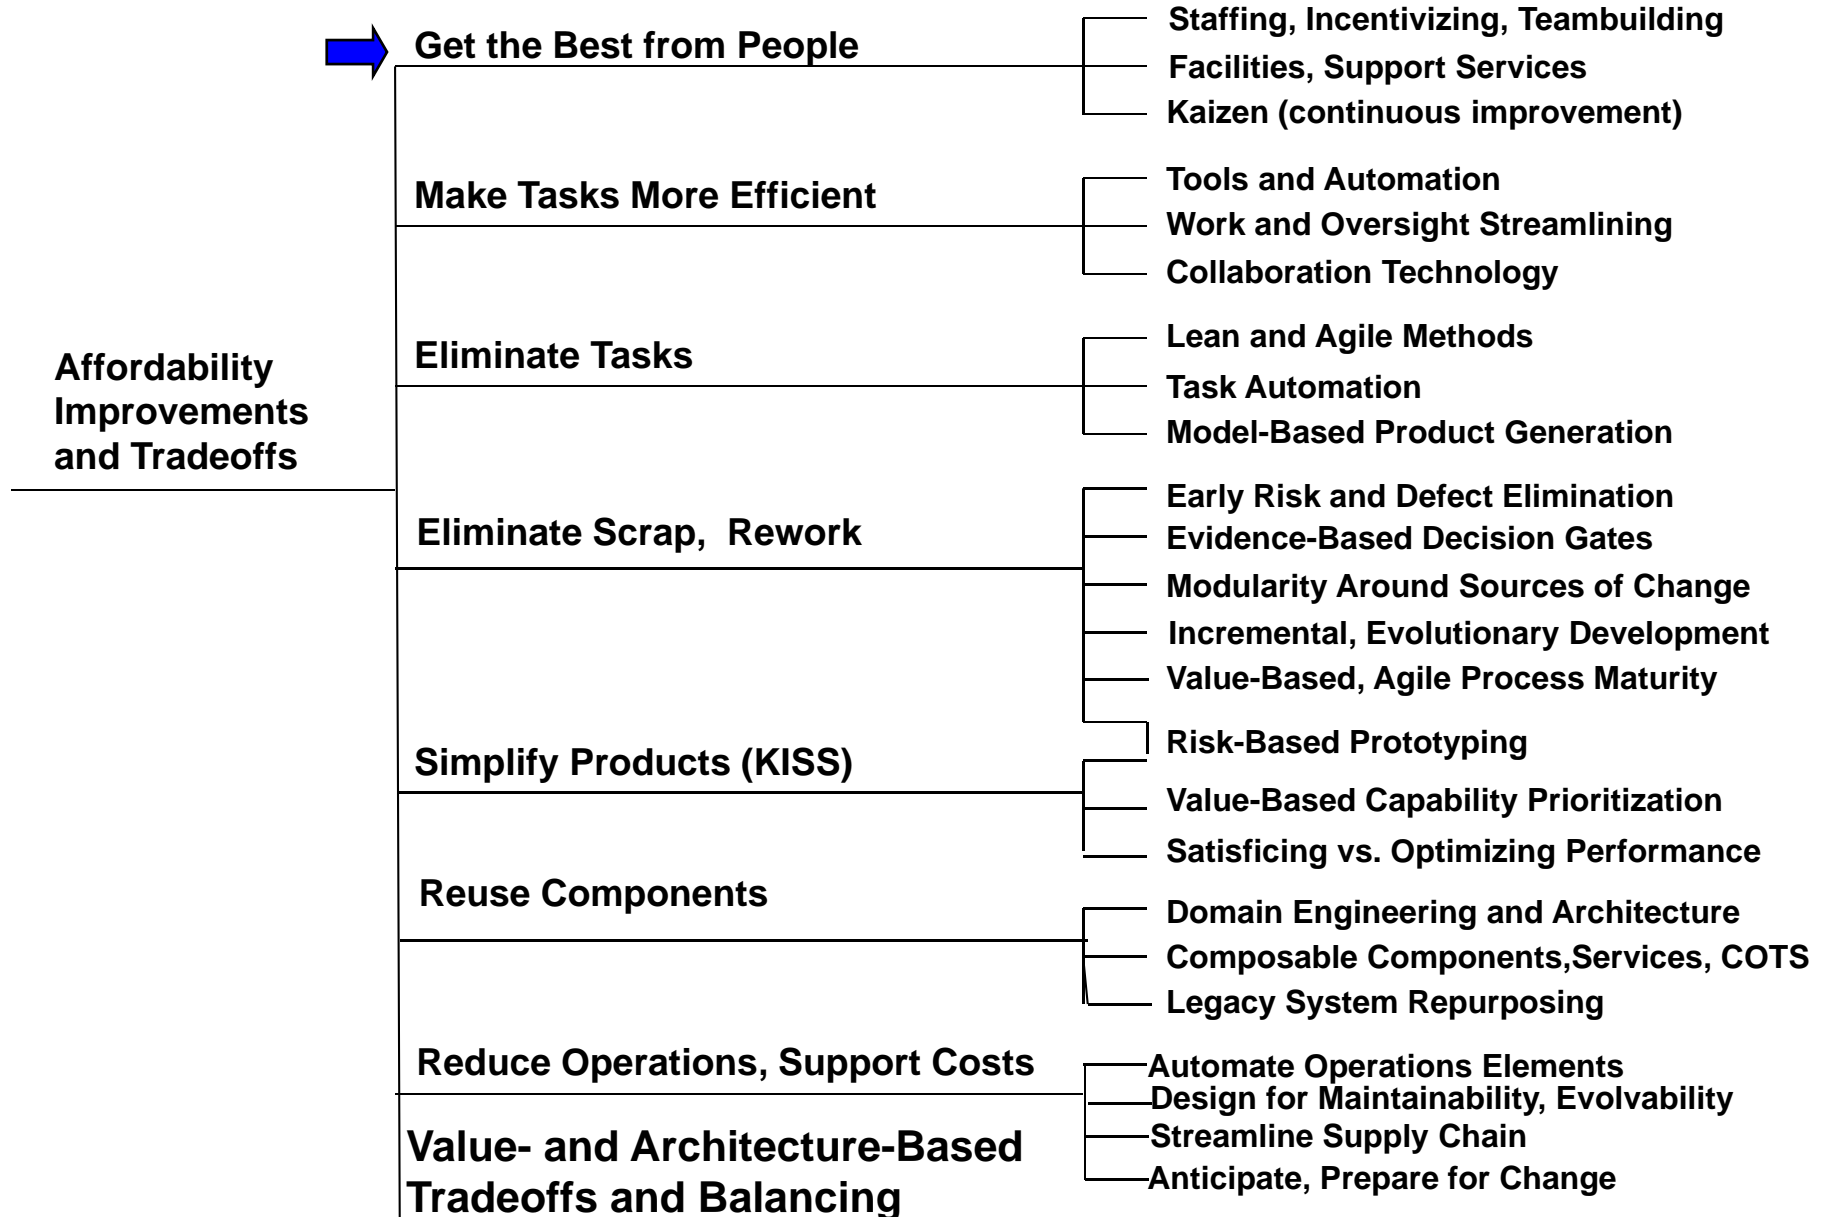 Affordability
Improvements
and Tradeoffs
Get the Best from People
Staffing, Incentivizing, Teambuilding
Facilities, Support Services
Kaizen (continuous improvement)
Make Tasks More Efficient
Tools and Automation
Work and Oversight Streamlining
Collaboration Technology
Eliminate Tasks
Lean and Agile Methods
Task Automation
Model-Based Product Generation
Eliminate Scrap, Rework
Early Risk and Defect Elimination
Evidence-Based Decision Gates
Modularity Around Sources of Change
Incremental, Evolutionary Development
Value-Based, Agile Process Maturity
Simplify Products (KISS)
Risk-Based Prototyping
Value-Based Capability Prioritization
Satisficing vs. Optimizing Performance
Reuse Components
Domain Engineering and Architecture
Composable Components,Services, COTS
Legacy System Repurposing
Reduce Operations, Support Costs
Automate Operations Elements
Design for Maintainability, Evolvability
Streamline Supply Chain
Anticipate, Prepare for Change
Value- and Architecture-Based
Tradeoffs and Balancing